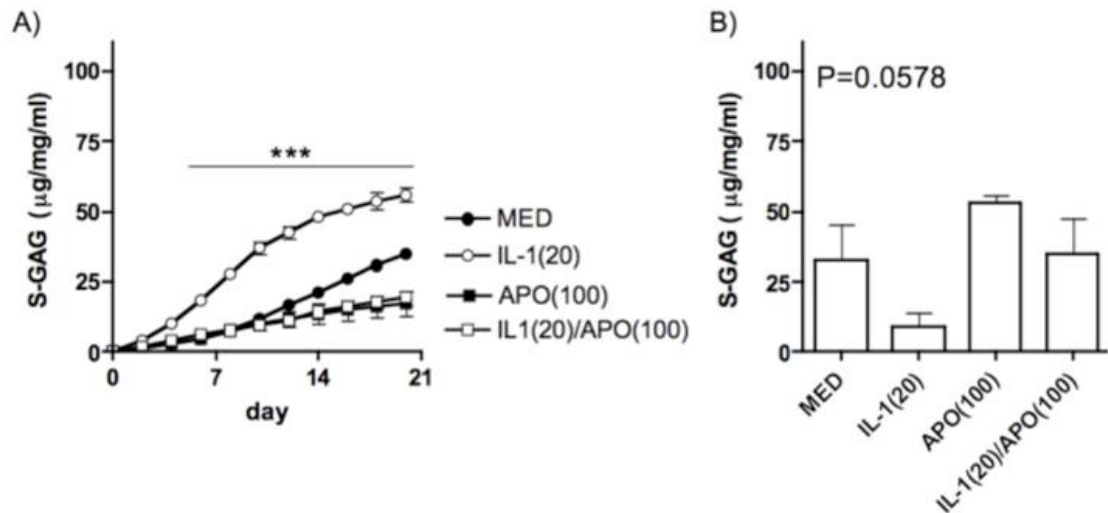 A)
S-GAG ( µg/mg/ml)
100
75
50
25
0
***
0
7
14
21
day
MED
IL-1(20)
APO(100)
IL1(20)/APO(100)
B)
S-GAG ( µg/mg/ml)
100
75
50
25
0
P=0.0578
MED
IL-1(20)
APO(100)
IL-1(20)/APO(100)